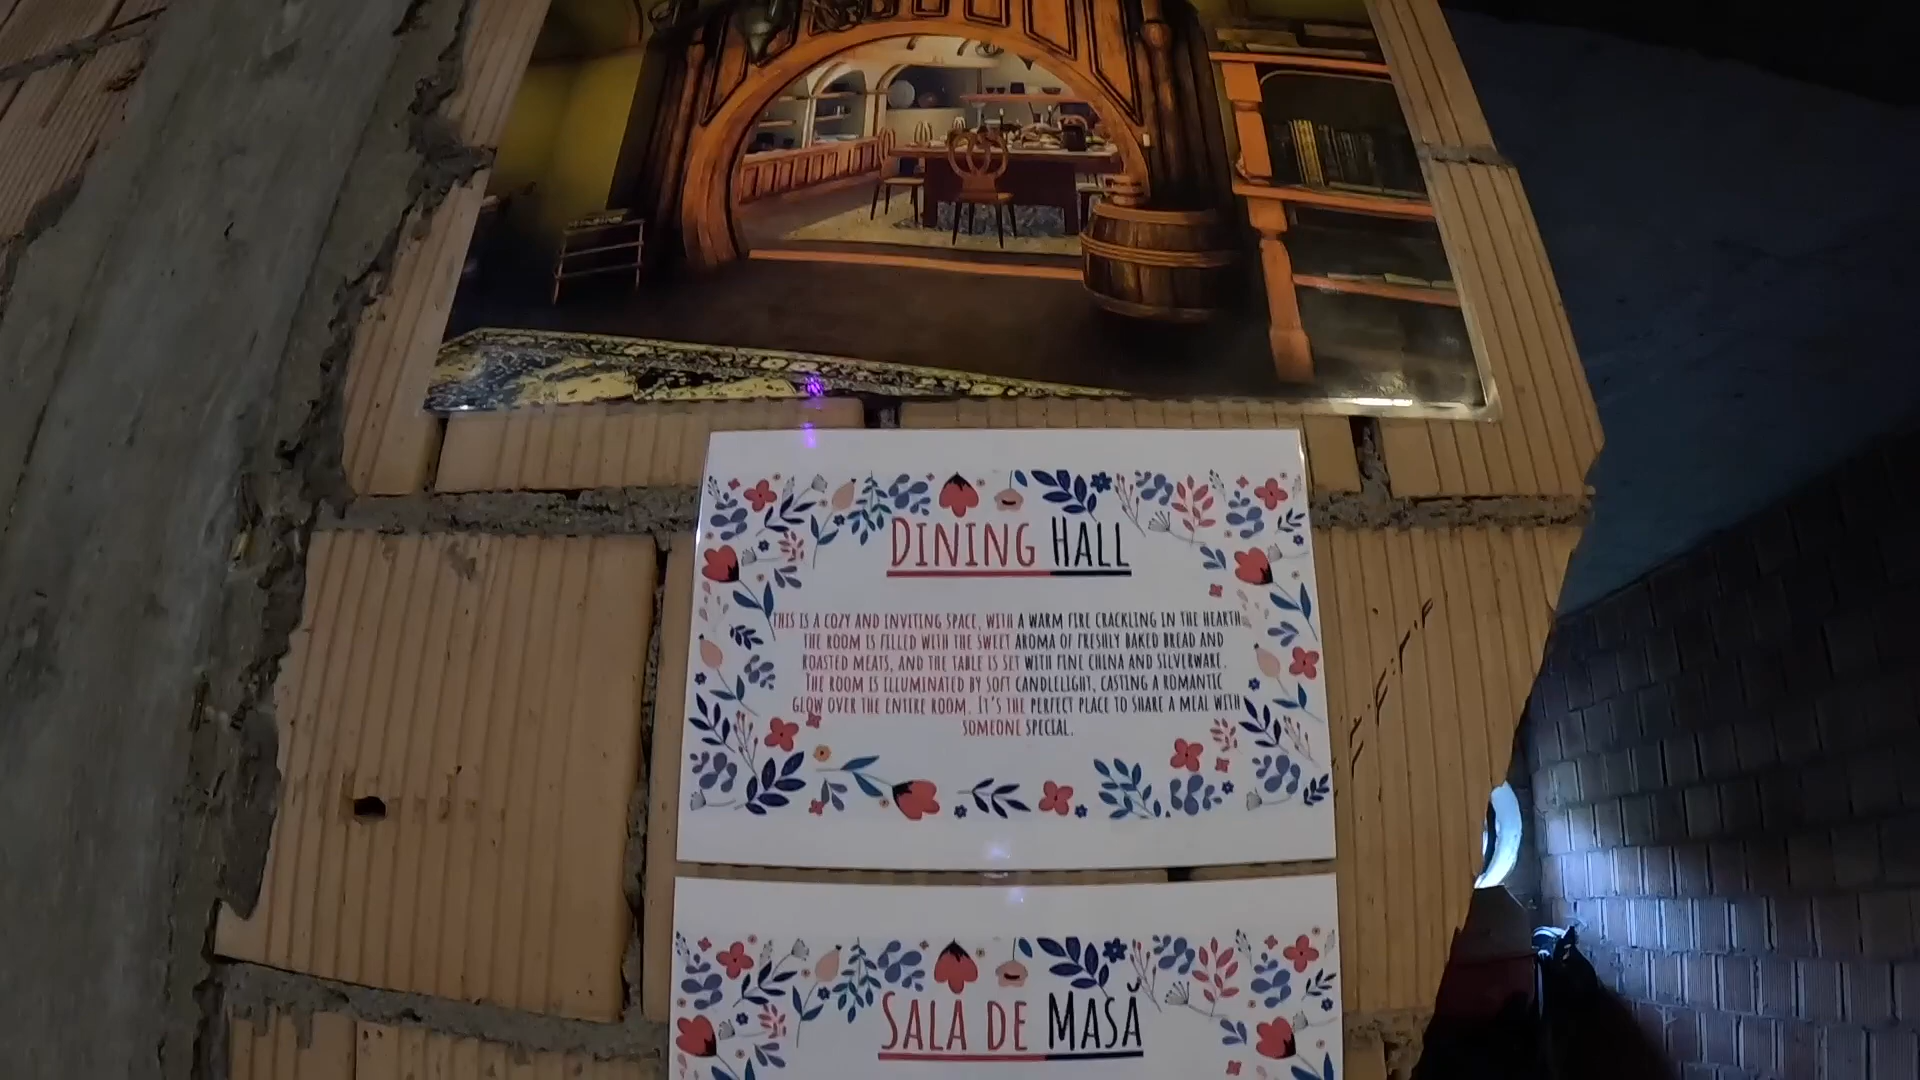 DINING HALL
THIS IS A COZY AND INVITING SPACE, WITH A WARM FIRE CRACKLING IN THE HEARTH.
THE ROOM IS FILLED WITH THE SWEET AROMA OF FRESHLY BAKED BREAD AND
ROASTED MEATS, AND THE TABLE IS SET WITH FINE CHINA AND SILVERWARE.
THE ROOM IS ILLUMINATED BY SOFT CANDLELIGHT, CASTING A ROMANTIC
GLOW OVER THE ENTIRE ROOM. IT'S THE PERFECT PLACE TO SHARE A MEAL WITH
SOMEONE SPECIAL.
SALA DE MASĂ